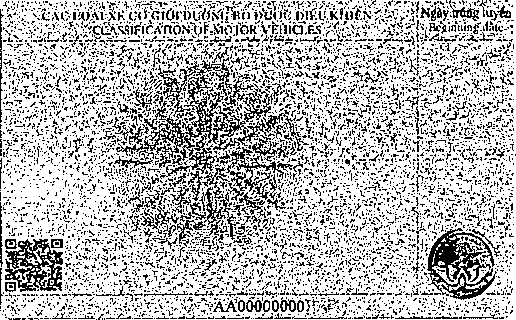 CÁC LOẠI XE CƠ GIỚI ĐƯỜNG BỘ ĐƯỢC ĐIỀU KHIỂN
CLASSIFICATION OF MOTOR VEHICLES
Ngày trúng tuyển
Beginning date
AA00000000